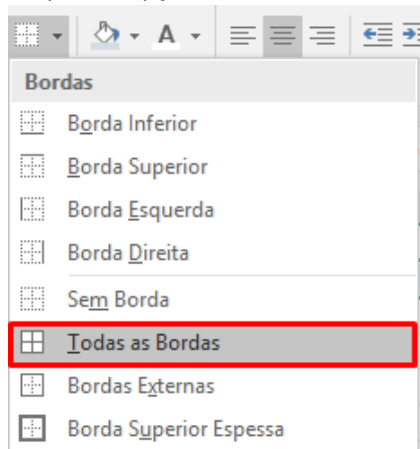 A
Bordas
Borda Inferior
Borda Superior
Borda Esquerda
Borda Direita
Sem Borda
Todas as Bordas
Bordas Externas
Borda Superior Espessa